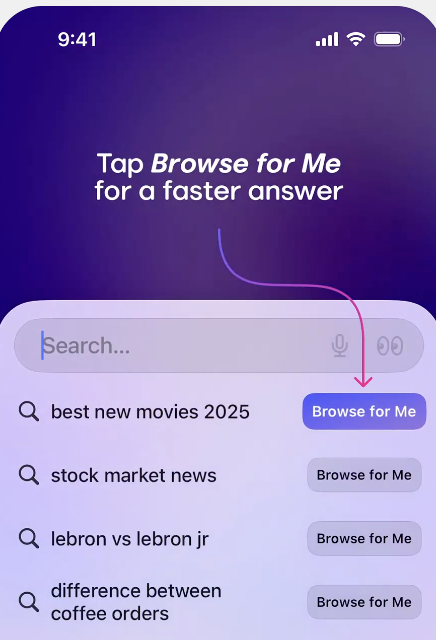 9:41
Tap Browse for Me
for a faster answer
Search...
best new movies 2025
Browse for Me
stock market news
Browse for Me
lebron vs lebron jr
Browse for Me
difference between
coffee orders
Browse for Me